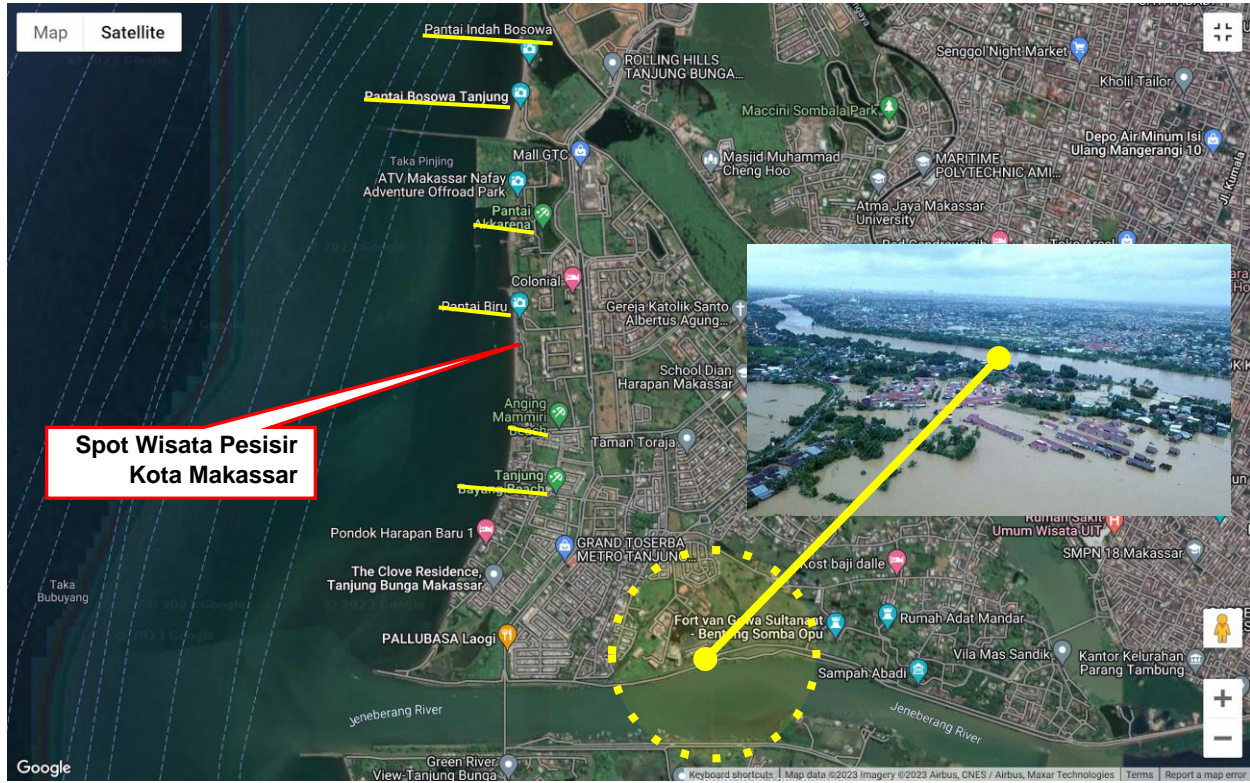 Map Satellite
Pantai Indah Bosowa
ROLLING HILLS
TANJUNG BUNGA...
Senggol Night Market
Kholil Tailor
Pantai Bosowa Tanjung
Maccini Sombala Park
Depo Air Minum Isi
Ulang Mangerangi 10
Taka Pinjing
Mall GTC
Masjid Muhammad
Cheng Hoo
MARITIME
POLYTECHNIC AMI...
ATV Makassar Nafay
Adventure Offroad Park
Atma Jaya Makassar
University
Jl. Kumala
Pantai
Akkarena
Colonial
Pantai Biru
Gereja Katolik Santo
Albertus Agung...
School Dian
Harapan Makassar
Anging
Mammiri
Beach
Spot Wisata Pesisir
Kota Makassar
Taman Toraja
Tanjung
Bayang Beach
Pondok Harapan Baru 1
Rumah Sakit
Umum Wisata UIT
GRAND TOSERBA
METRO TANJUNG...
SMPN 18 Makassar
Kost baji dalle
The Clove Residence,
Tanjung Bunga Makassar
Taka
Bubuyang
© 2023 Google
Fort van Gowa Sultanaat
- Benteng Somba Opu
Rumah Adat Mandar
PALLUBASA Laogi
Vila Mas Sandik
Kantor Kelurahan
Parang Tambung
Sampah Abadi
Jeneberang River
Jeneberang River
Green River
View-Tanjung Bunga
Google
Keyboard shortcuts Map data ©2023 Imagery ©2023 Airbus, CNES / Airbus, Maxar Technologies Terms Report a map error